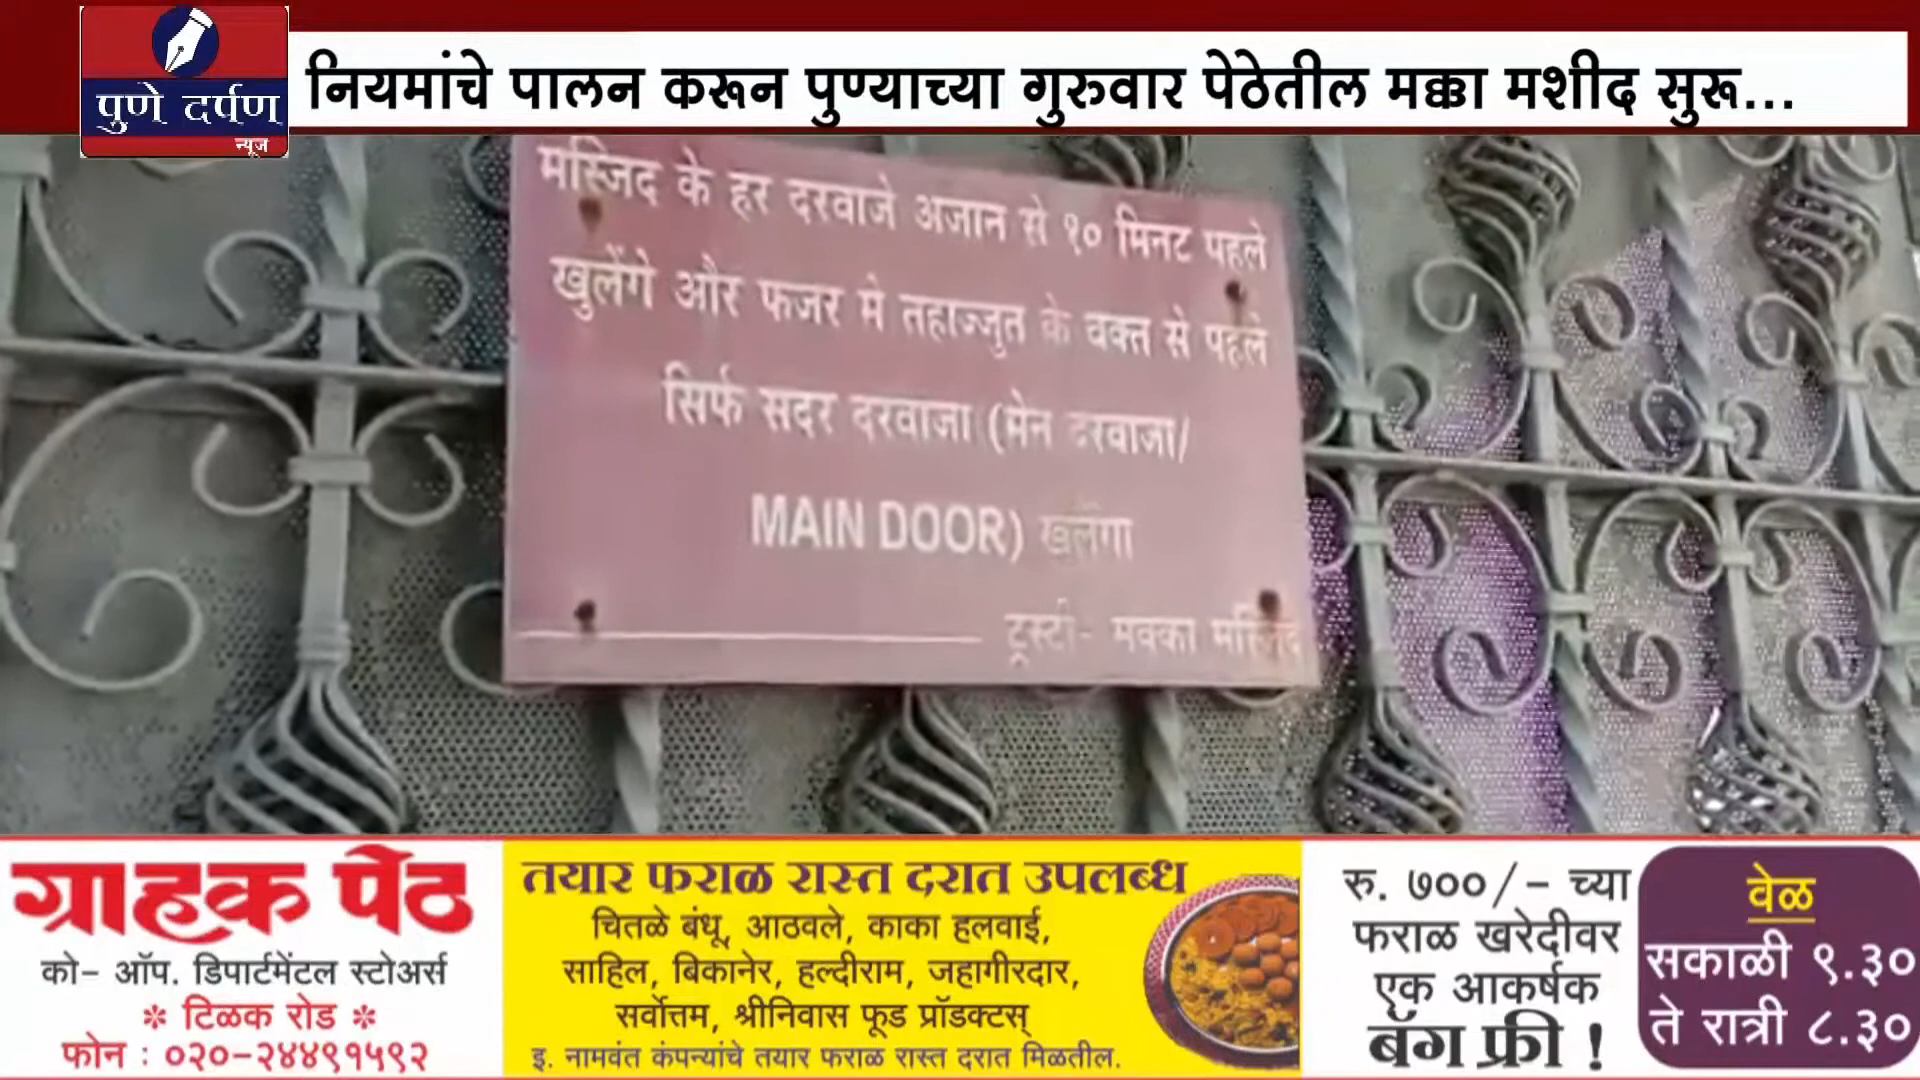 पुणे दर्पण
न्यूज
नियमांचे पालन करून पुण्याच्या गुरुवार पेठेतील मक्का मशीद सुरू...
मस्जिद के हर दरवाजे अजान से १० मिनट पहले
खुलेंगे और फजर मे तहाज्जुत के वक्त से पहले
सिर्फ सदर दरवाजा (मेन दरवाजा/
MAIN DOOR) खुलेगा
ट्रस्टी- मक्का मस्जिद
ग्राहक पेठ
को- ऑप. डिपार्टमेंटल स्टोअर्स
* टिळक रोड *
फोन : ०२०-२४४९१५९२
तयार फराळ रास्त दरात उपलब्ध
चितळे बंधू, आठवले, काका हलवाई,
साहिल, बिकानेर, हल्दीराम, जहागीरदार,
सर्वोत्तम, श्रीनिवास फूड प्रॉडक्टस्
इ. नामवंत कंपन्यांचे तयार फराळ रास्त दरात मिळतील.
रु. ७००/- च्या
फराळ खरेदीवर
एक आकर्षक
बॅग फ्री !
वेळ
सकाळी ९.३०
ते रात्री ८.३०